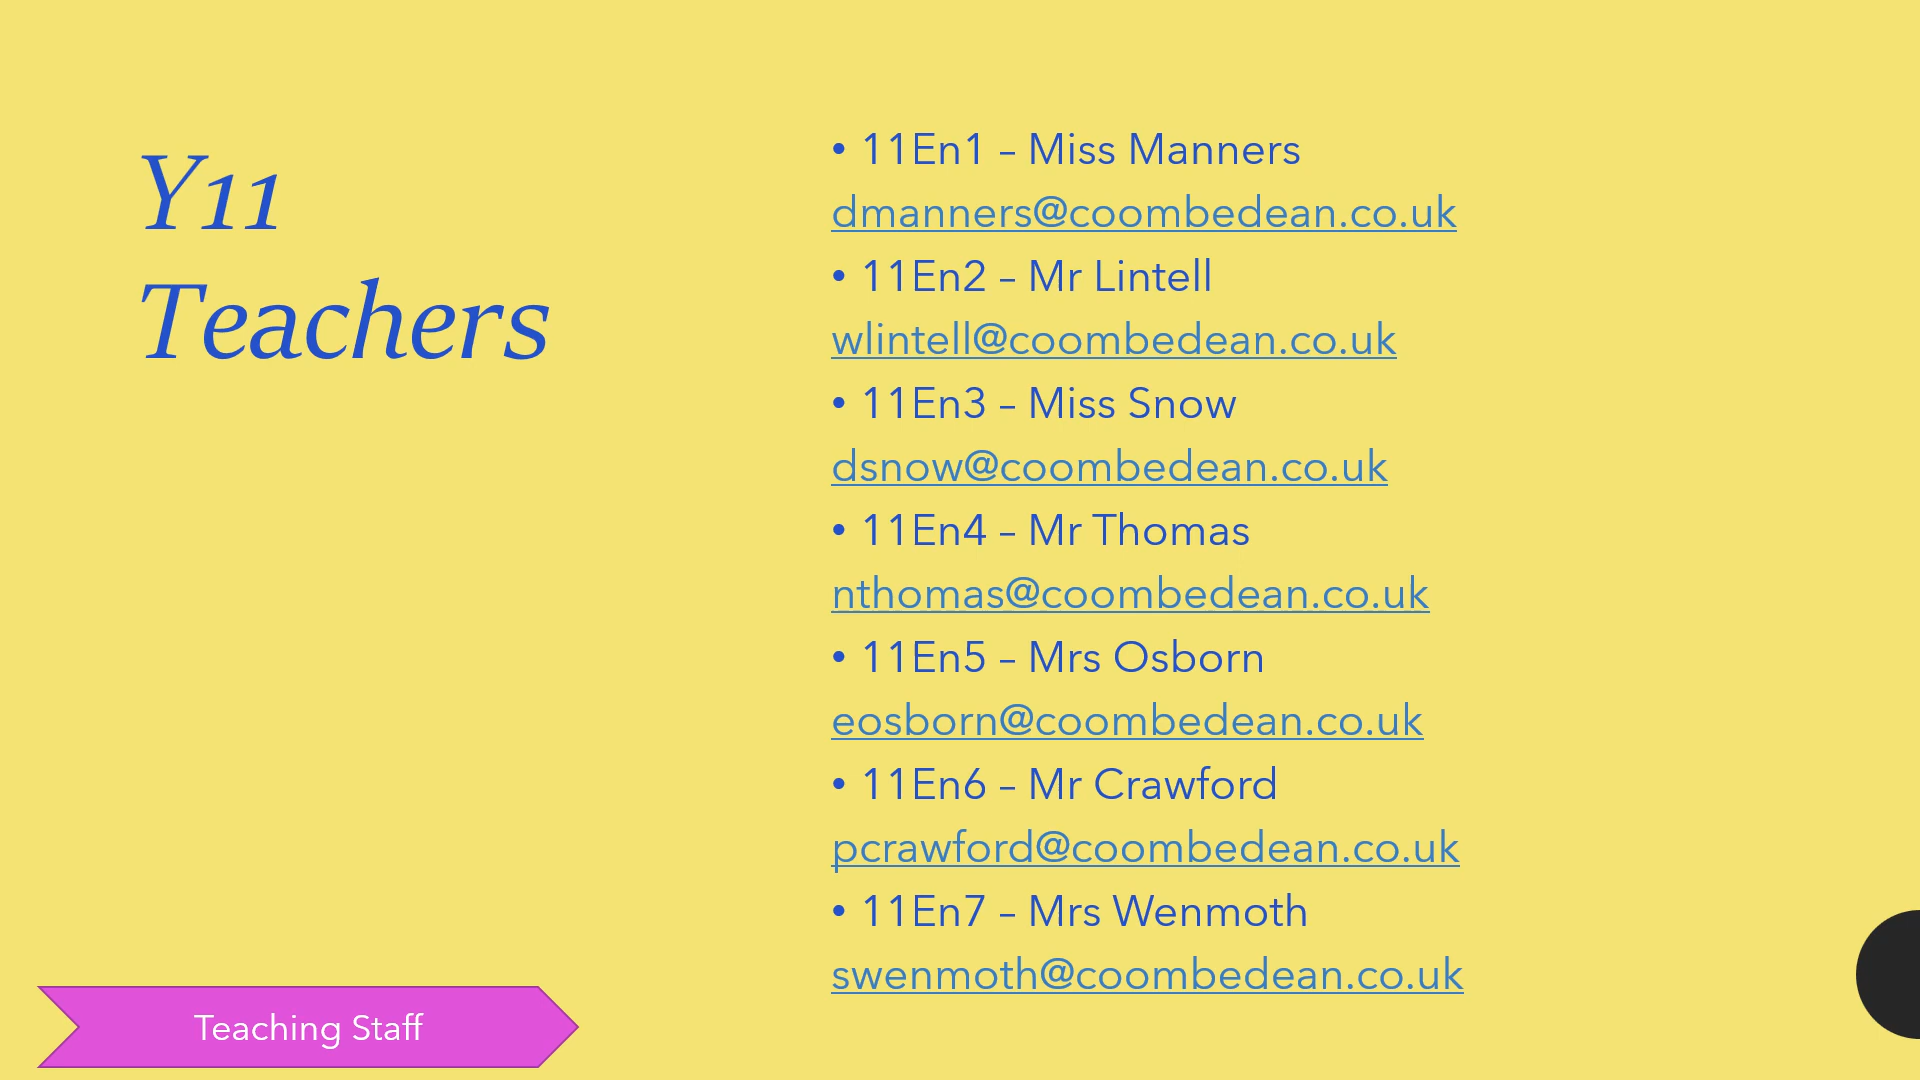 Y11
Teachers
• 11En1 – Miss Manners
dmanners@coombedean.co.uk
• 11En2 – Mr Lintell
wlintell@coombedean.co.uk
• 11En3 – Miss Snow
dsnow@coombedean.co.uk
• 11En4 – Mr Thomas
nthomas@coombedean.co.uk
• 11En5 – Mrs Osborn
eosborn@coombedean.co.uk
• 11En6 – Mr Crawford
pcrawford@coombedean.co.uk
• 11En7 – Mrs Wenmoth
swenmoth@coombedean.co.uk
Teaching Staff